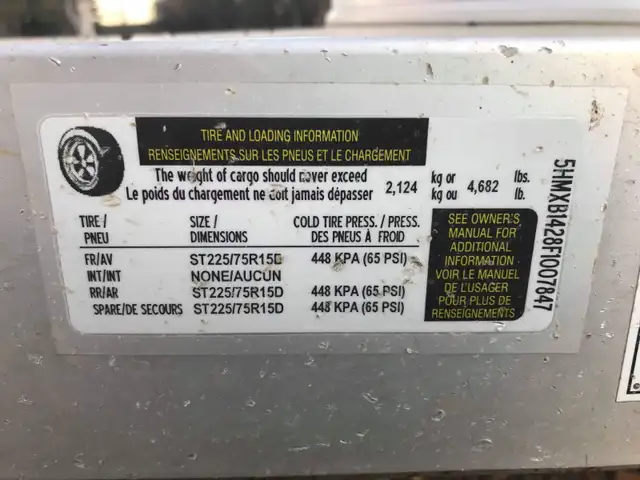 TIRE AND LOADING INFORMATION
RENSEIGNEMENTS SUR LES PNEUS ET LE CHARGEMENT
The weight of cargo should never exceed
Le poids du chargement ne doit jamais dépasser 2,124 kg or kg ou 4,682 lbs. lb.
TIRE / PNEU SIZE / DIMENSIONS COLD TIRE PRESS. / PRESS. DES PNEUS À FROID
FR/AV ST225/75R15D 448 KPA (65 PSI)
INT/INT NONE/AUCUN
RR/AR ST225/75R15D 448 KPA (65 PSI)
SPARE/DE SECOURS ST225/75R15D 448 KPA (65 PSI)
SEE OWNER'S
MANUAL FOR
ADDITIONAL
INFORMATION
VOIR LE MANUEL
DE L'USAGER
POUR PLUS DE
RENSEIGNEMENTS
5HMXB1428F1007647